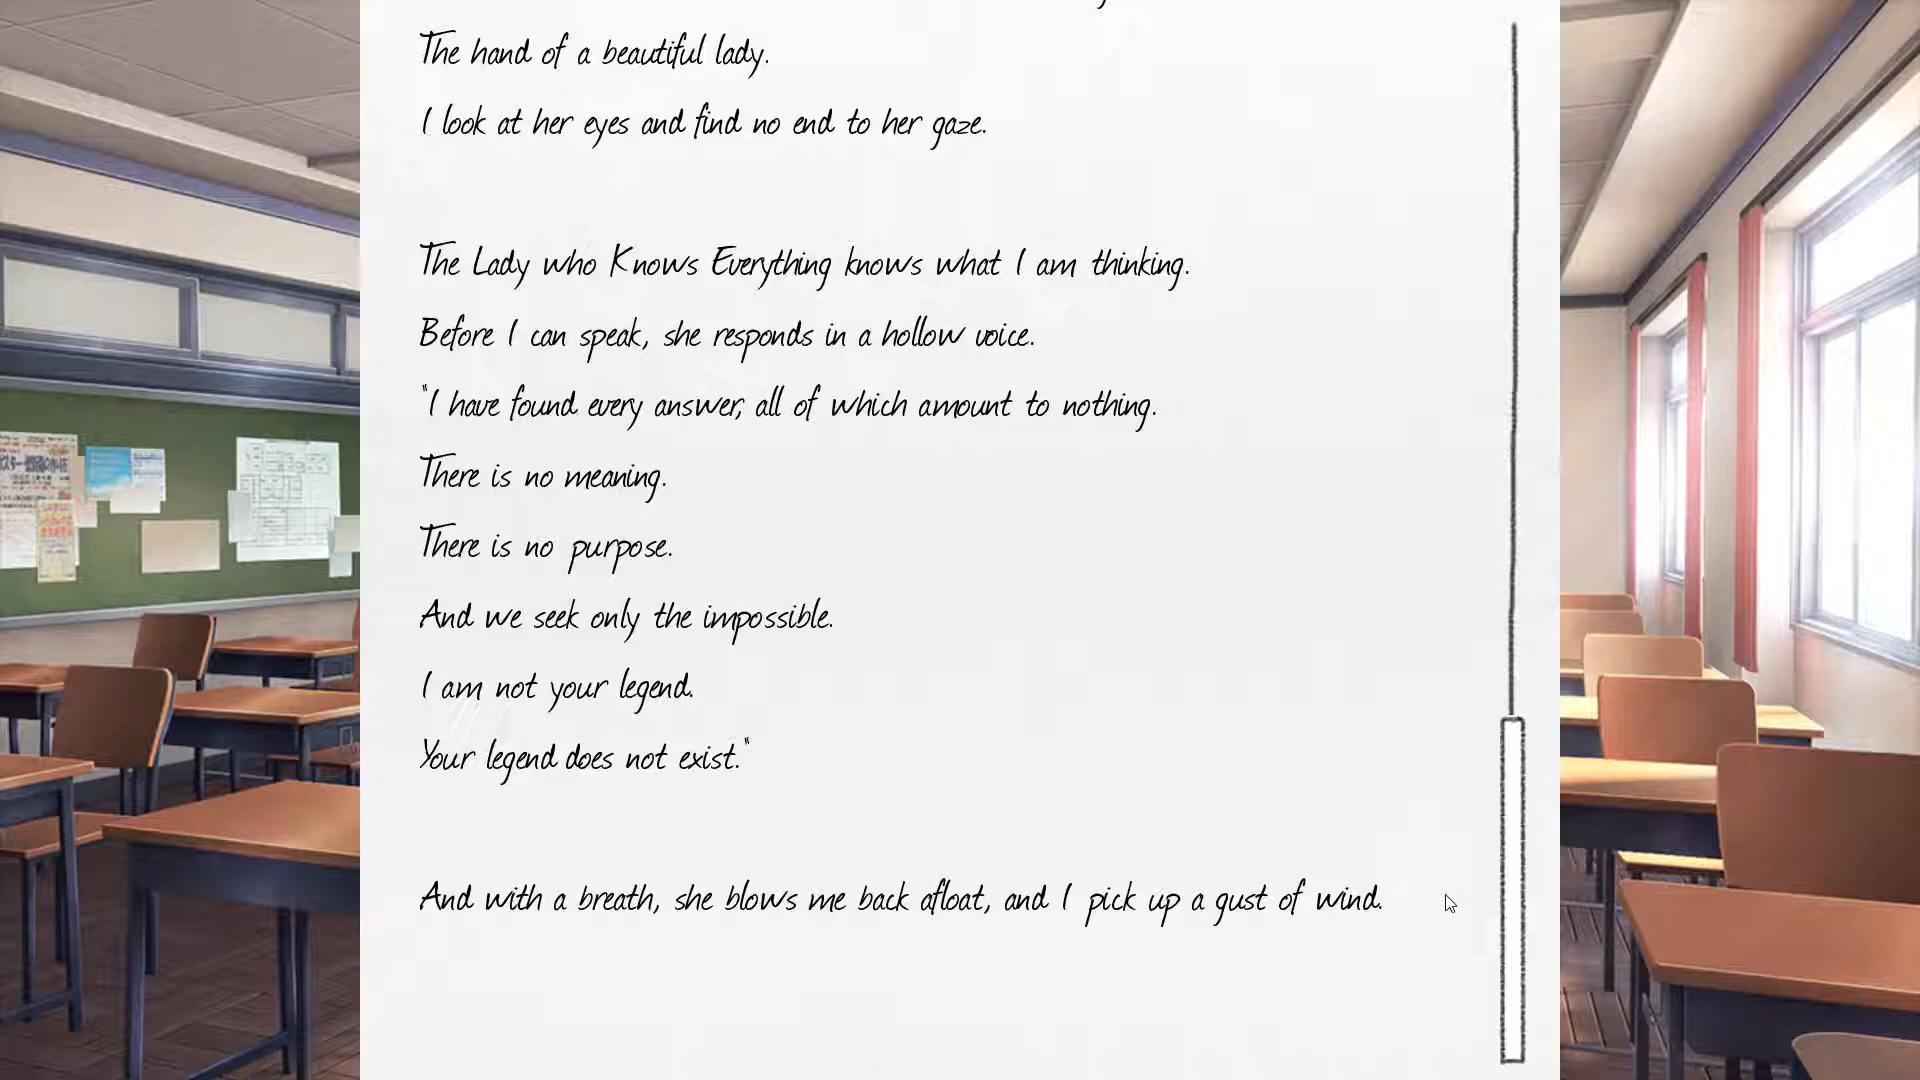 The hand of a beautiful lady.
I look at her eyes and find no end to her gaze.
The Lady who Knows Everything knows what I am thinking.
Before I can speak, she responds in a hollow voice.
"I have found every answer, all of which amount to nothing.
There is no meaning.
There is no purpose.
And we seek only the impossible.
I am not your legend.
Your legend does not exist."
And with a breath, she blows me back afloat, and I pick up a gust of wind.